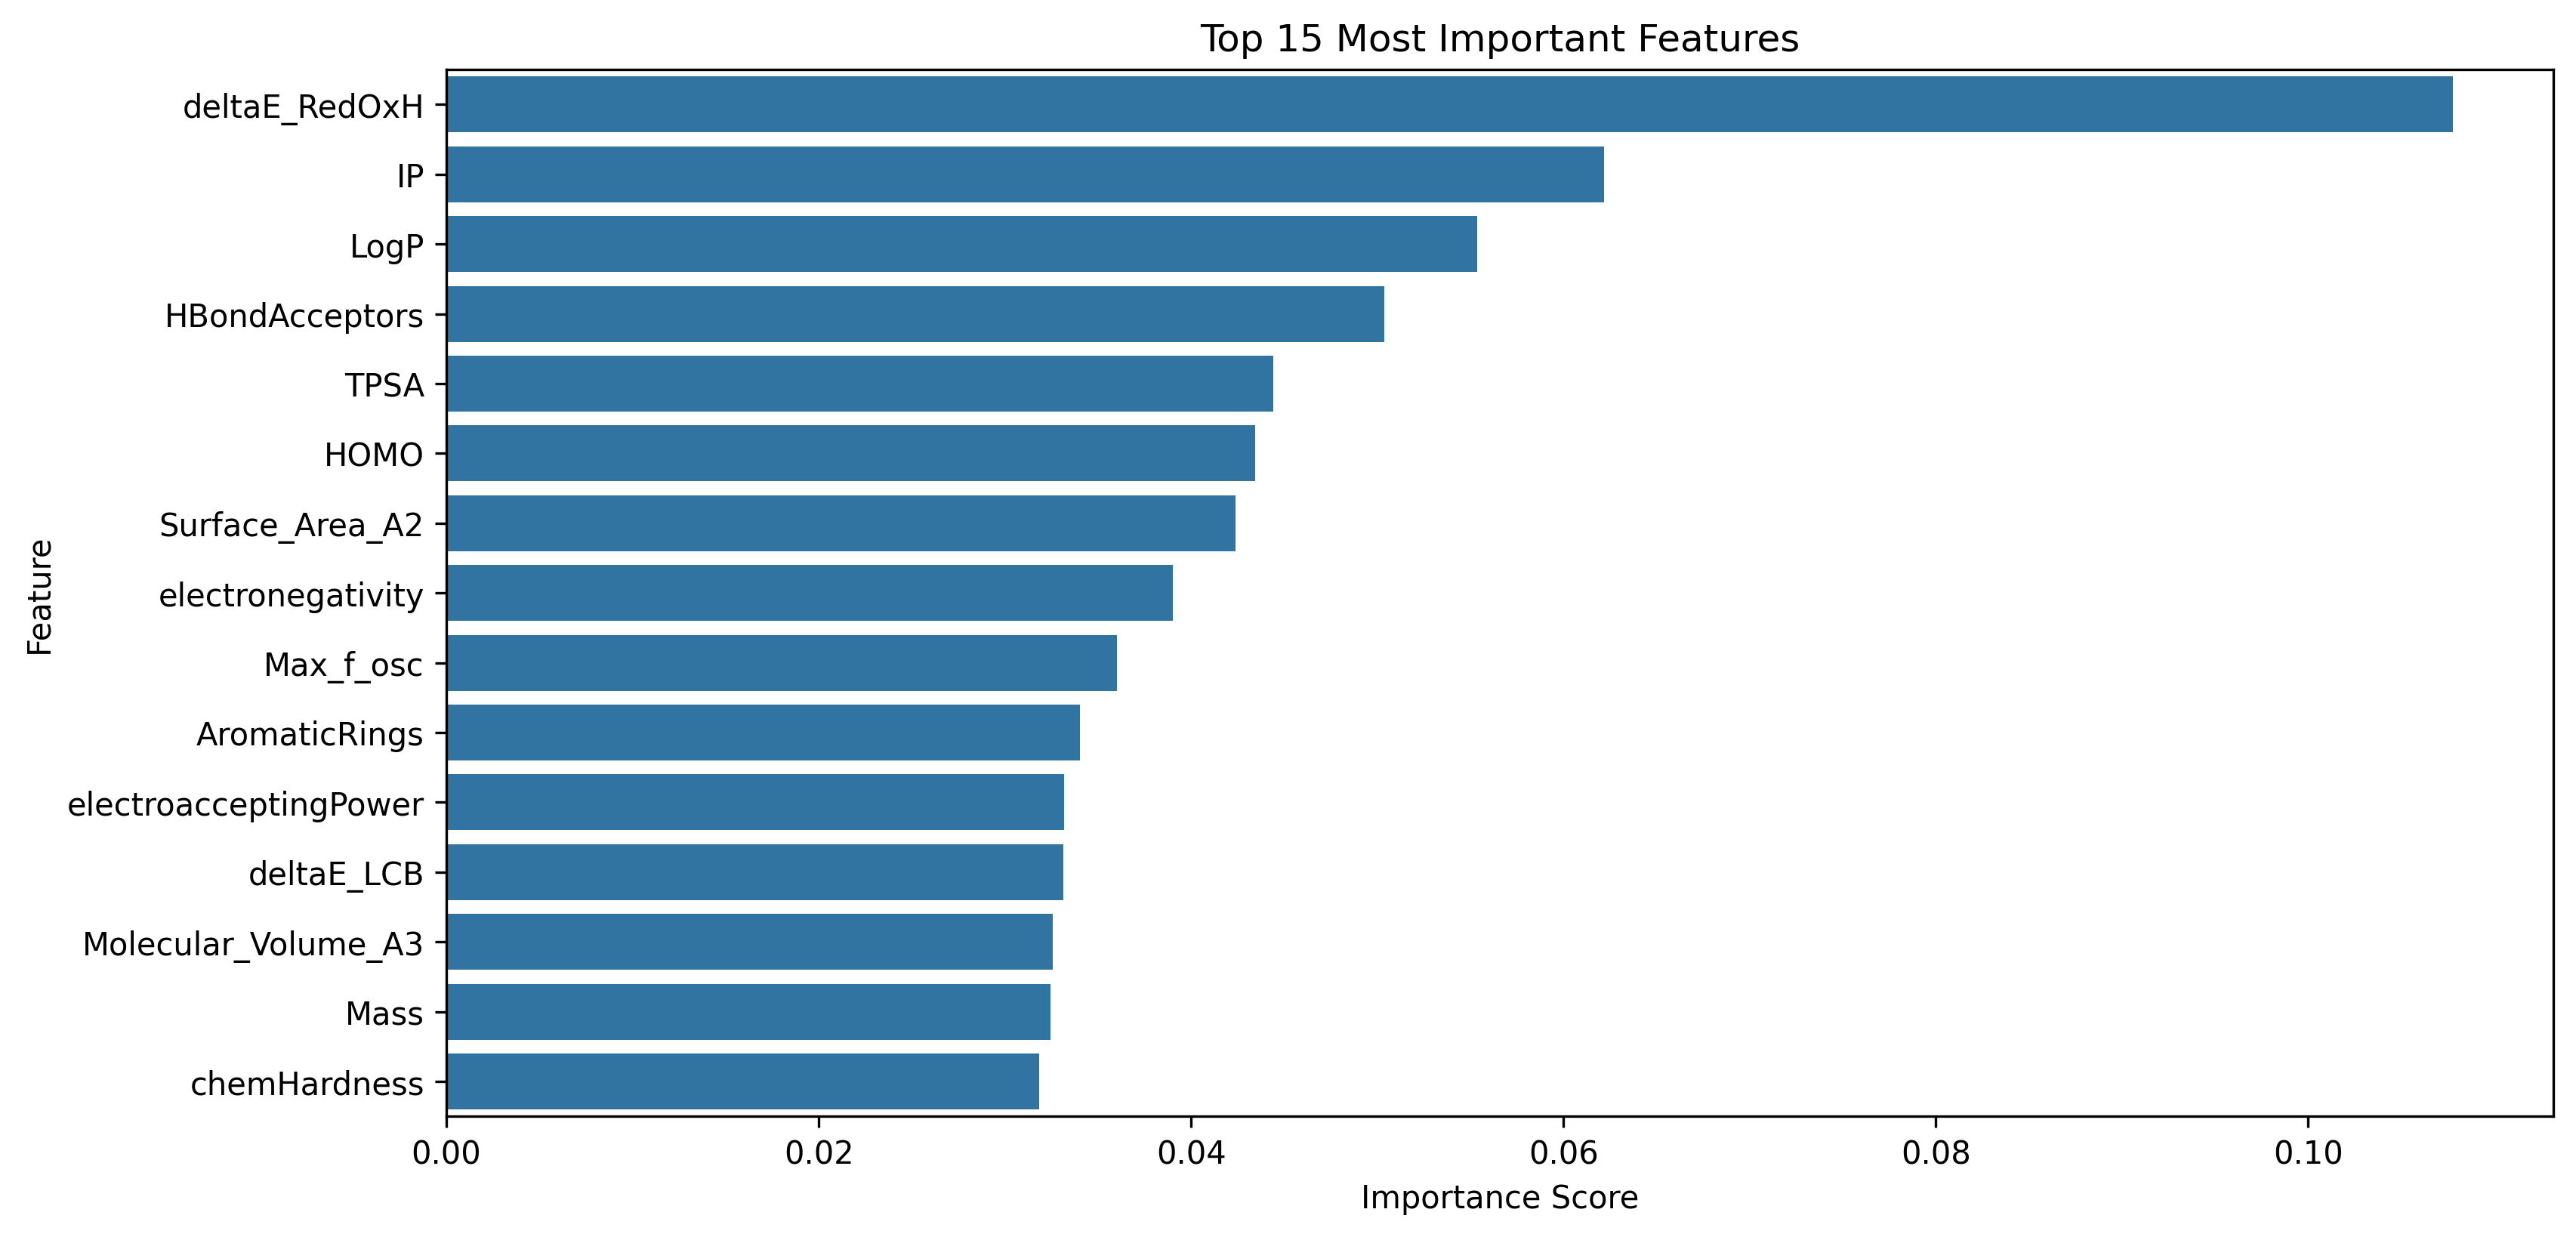 Top 15 Most Important Features
deltaE_RedOxH
IP
LogP
HBondAcceptors
TPSA
HOMO
Surface_Area_A2
electronegativity
Max_f_osc
AromaticRings
electroacceptingPower
deltaE_LCB
Molecular_Volume_A3
Mass
chemHardness
Feature
0.00 0.02 0.04 0.06 0.08 0.10
Importance Score